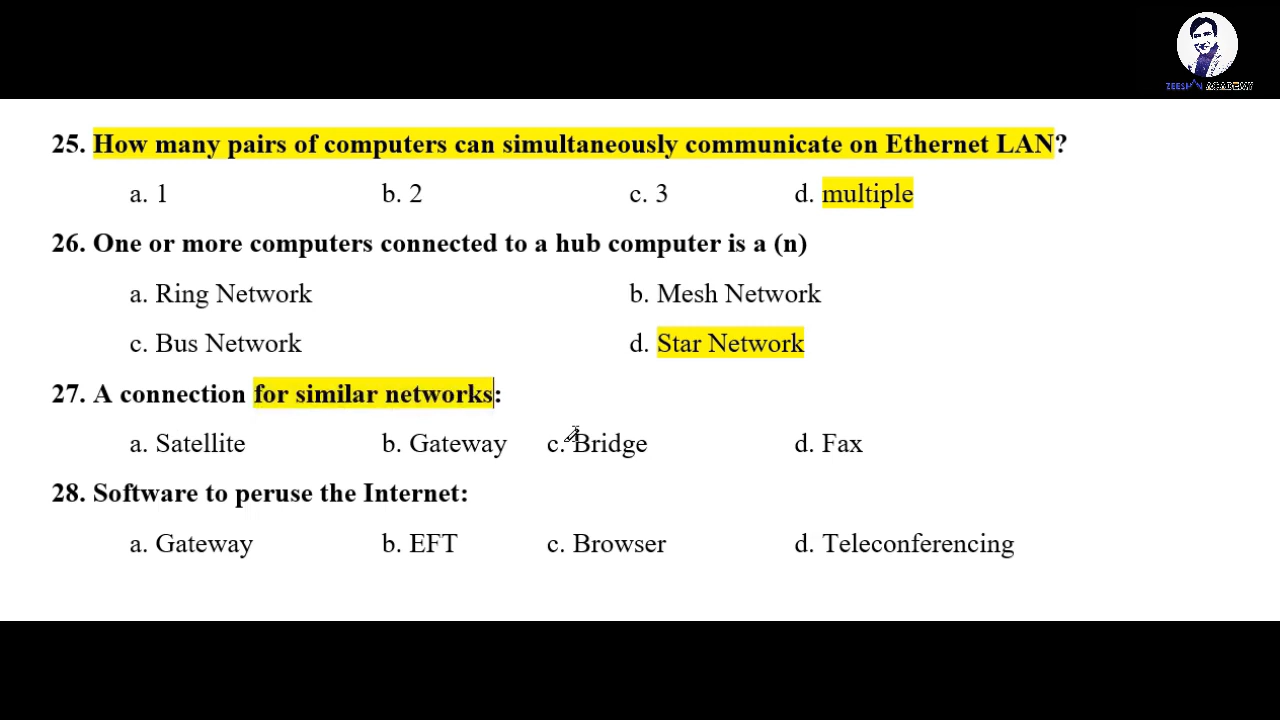 ZEESHAN ACADEMY
25. How many pairs of computers can simultaneously communicate on Ethernet LAN?
a. 1 b. 2 c. 3 d. multiple
26. One or more computers connected to a hub computer is a (n)
a. Ring Network b. Mesh Network
c. Bus Network d. Star Network
27. A connection for similar networks:
a. Satellite b. Gateway c. Bridge d. Fax
28. Software to peruse the Internet:
a. Gateway b. EFT c. Browser d. Teleconferencing